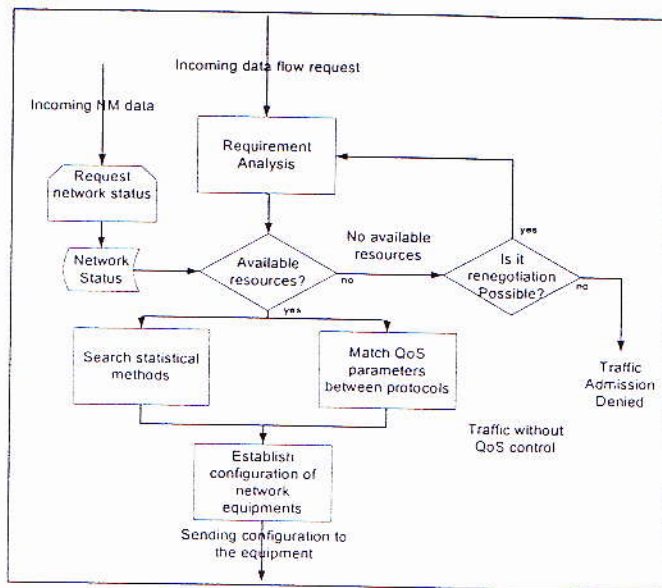 Incoming data flow request
Incoming NM data
Requirement
Analysis
Request
network status
Network
Status
Available
resources?
no
No available
resources
yes
Is it
renegotiation
Possible?
no
yes
Search statistical
methods
Match QoS
parameters
between protocols
Traffic
Admission
Denied
Traffic without
QoS control
Establish
configuration of
network
equipments
Sending configuration to
the equipment